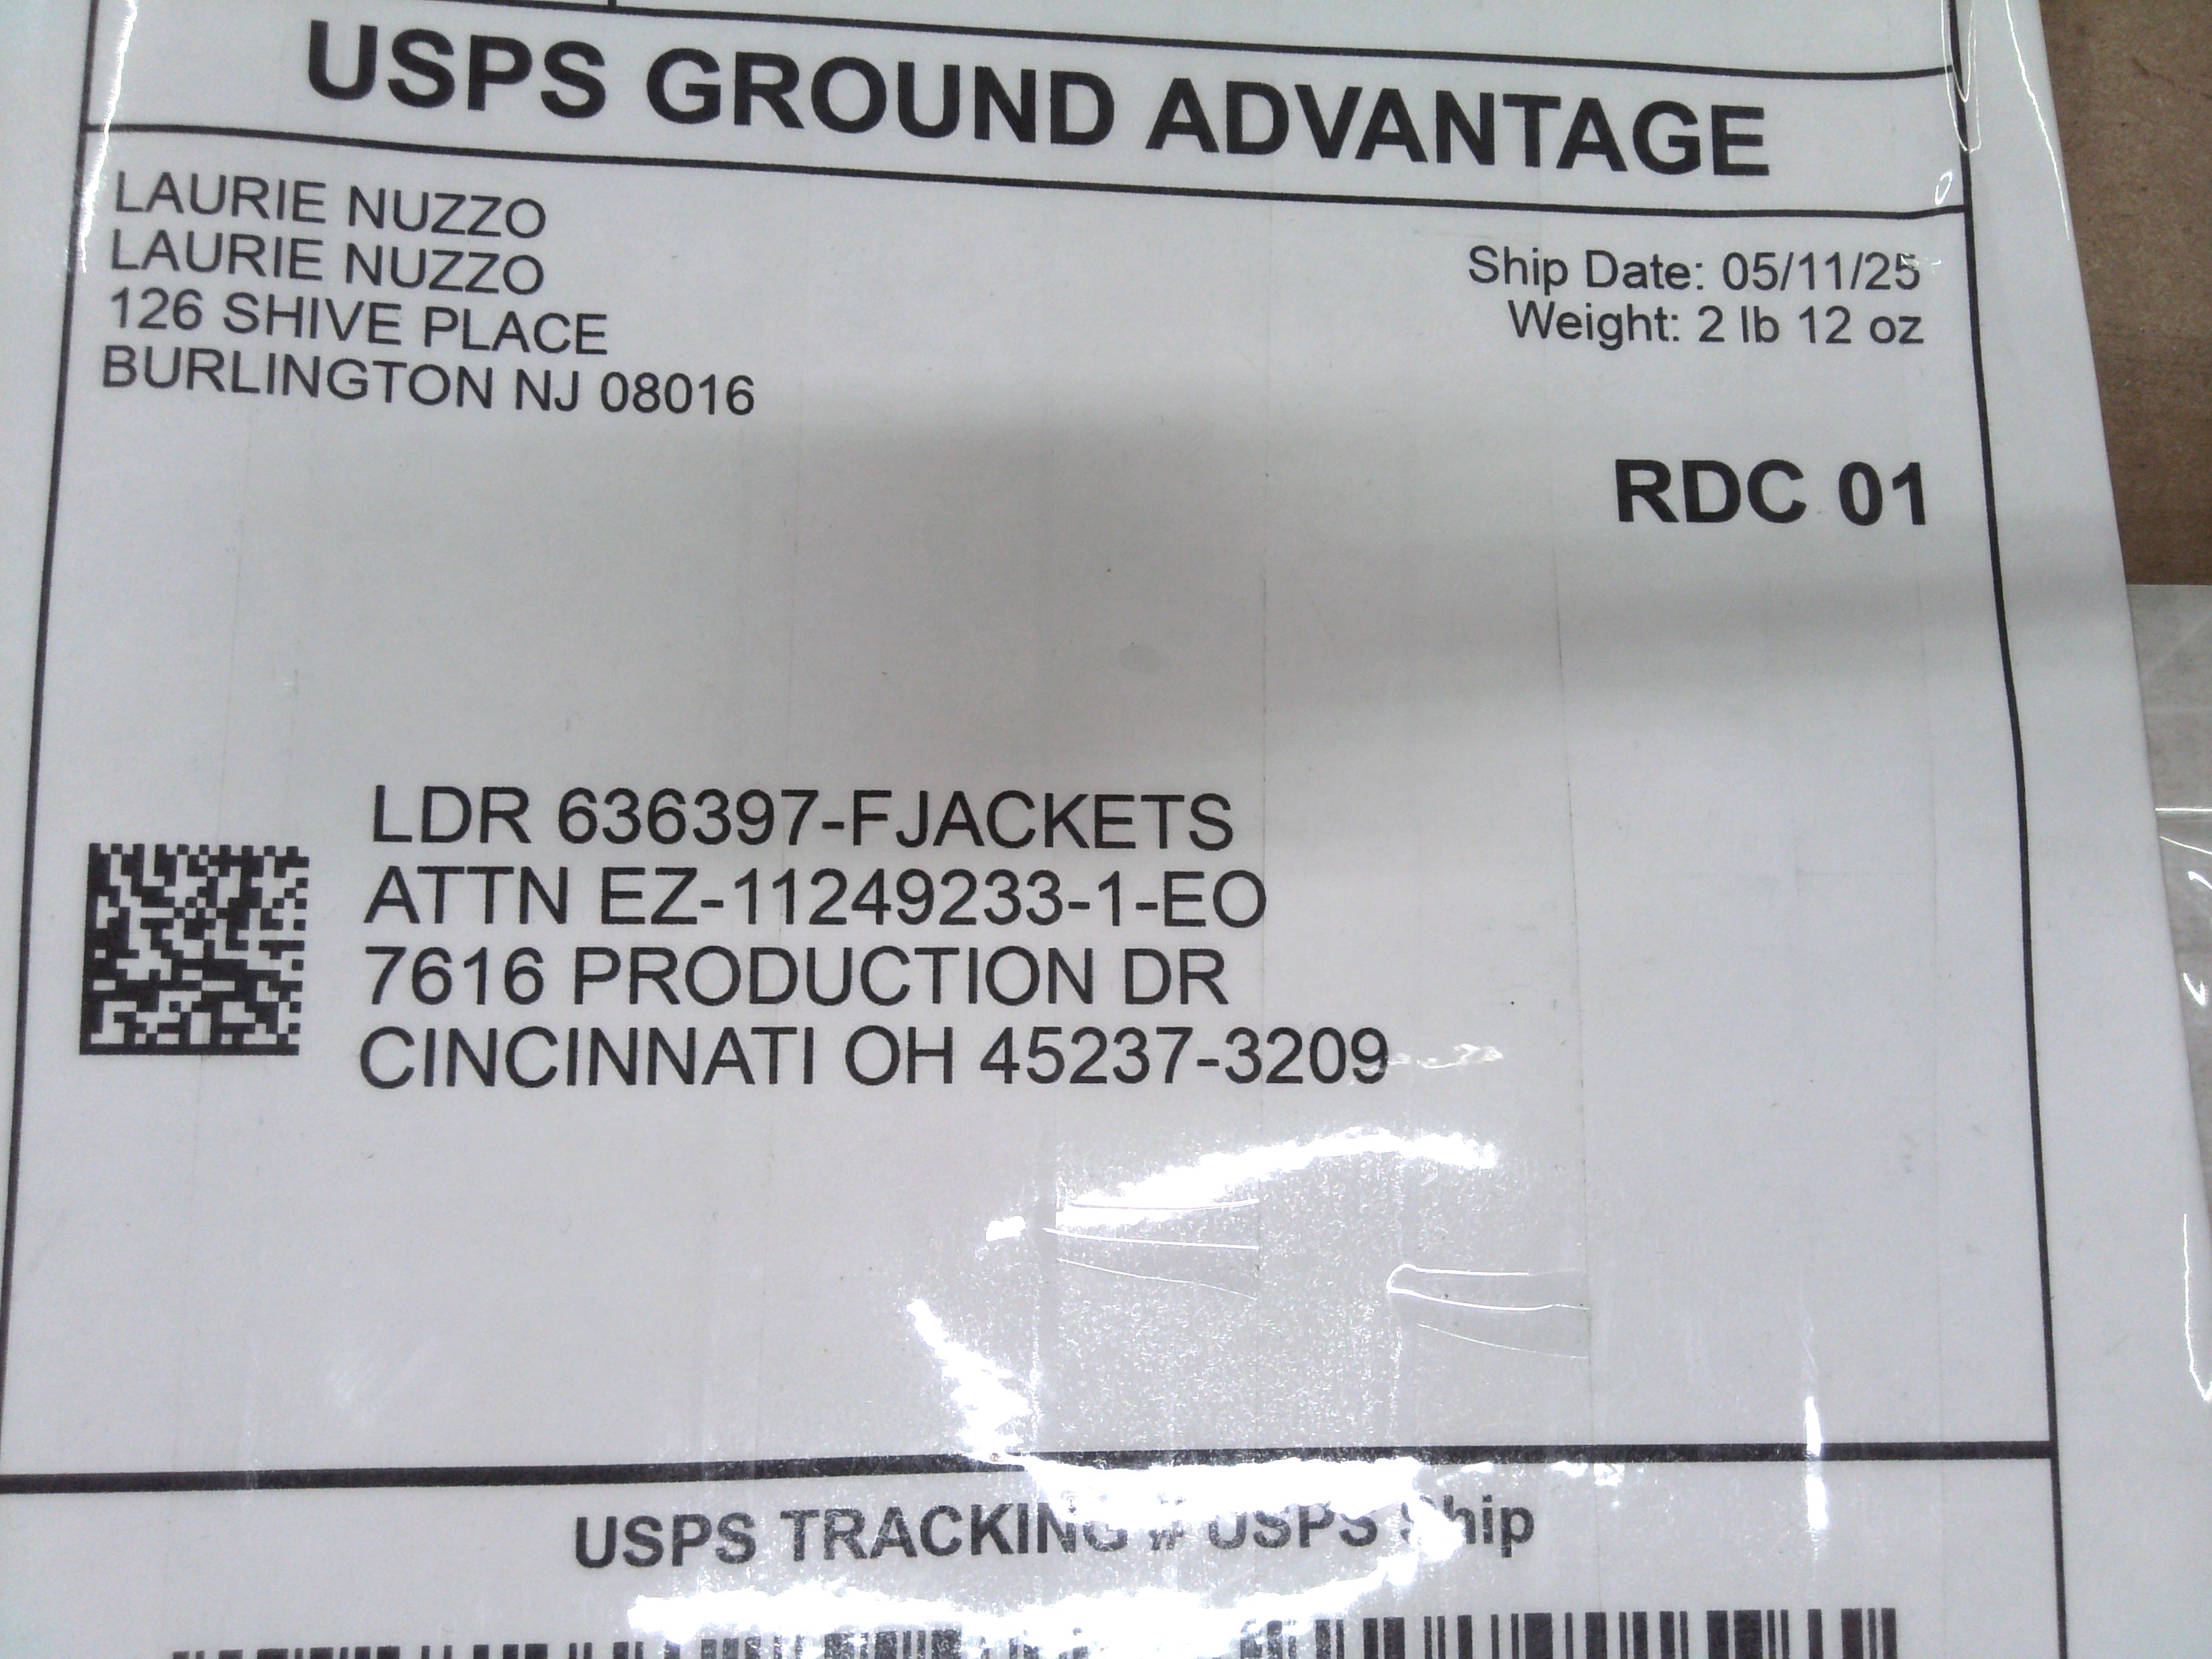 USPS GROUND ADVANTAGE
LAURIE NUZZO
LAURIE NUZZO
126 SHIVE PLACE
BURLINGTON NJ 08016
Ship Date: 05/11/25
Weight: 2 lb 12 oz
RDC 01
LDR 636397-FJACKETS
ATTN EZ-11249233-1-EO
7616 PRODUCTION DR
CINCINNATI OH 45237-3209
USPS TRACKING # USPS Ship